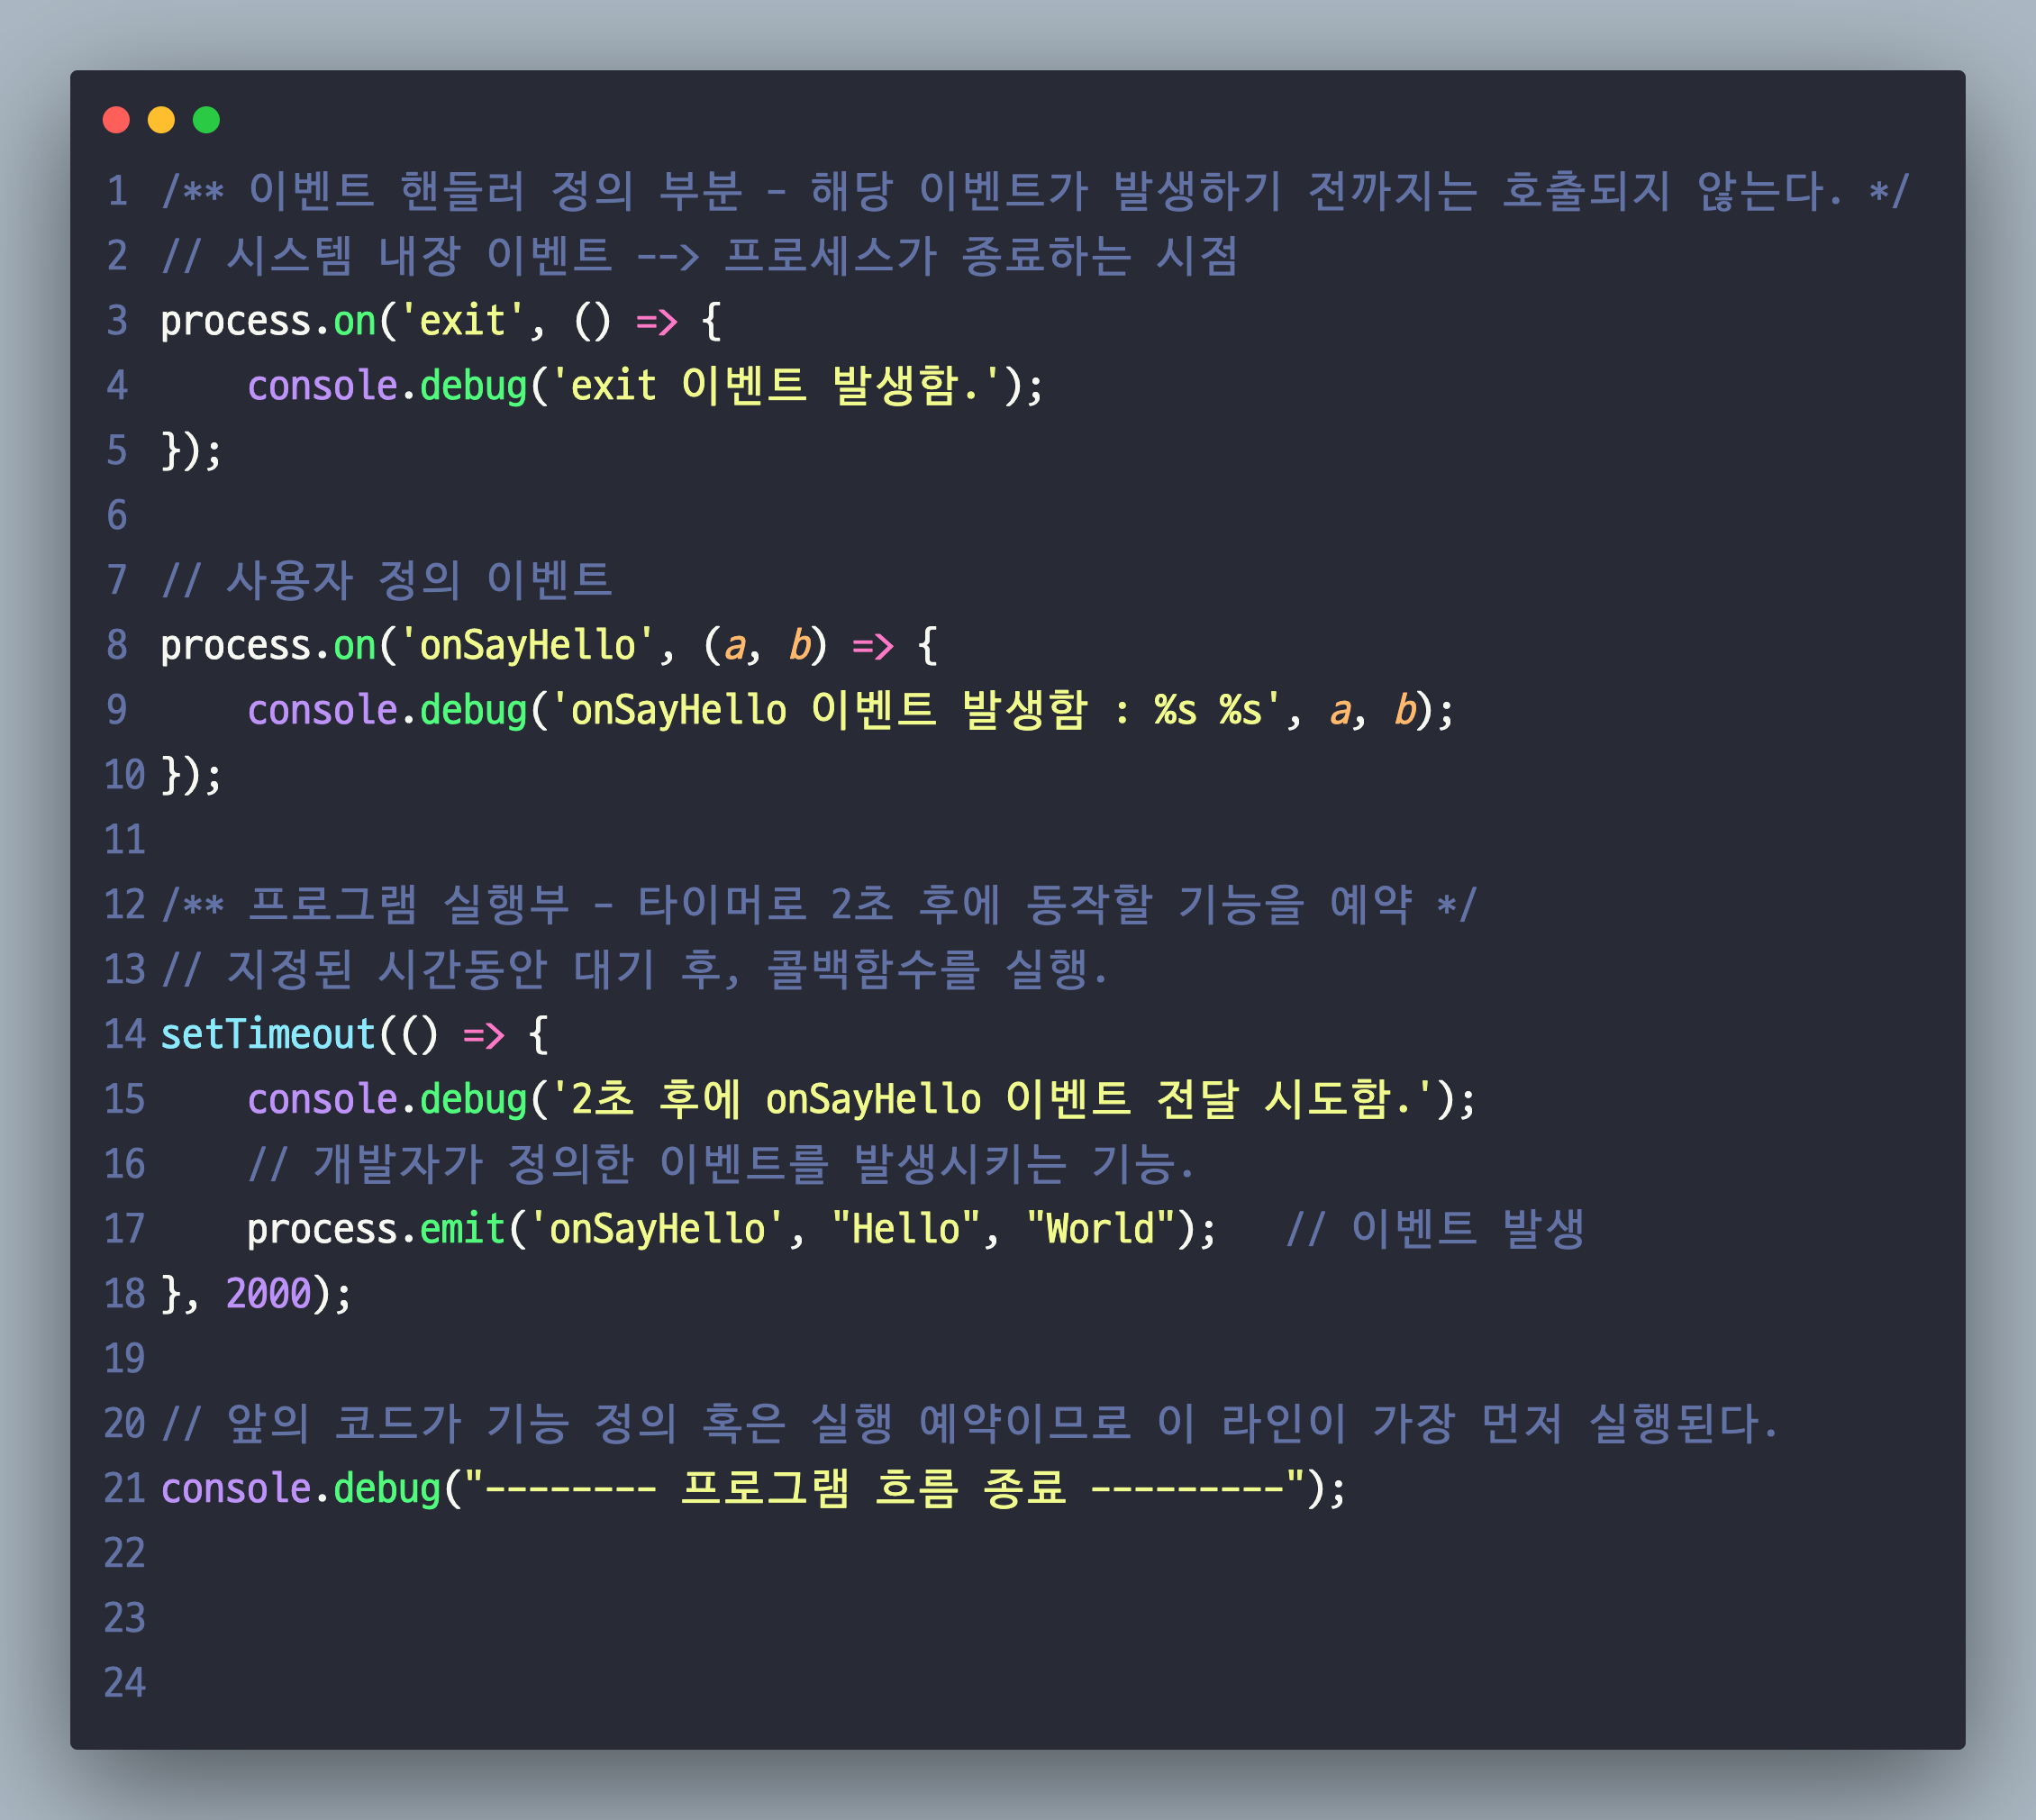 1 /** 이벤트 핸들러 정의 부분 - 해당 이벤트가 발생하기 전까지는 호출되지 않는다. */
2 // 시스템 내장 이벤트 --> 프로세스가 종료하는 시점
3 process.on('exit', () => {
4     console.debug('exit 이벤트 발생함.');
5 });
6
7 // 사용자 정의 이벤트
8 process.on('onSayHello', (a, b) => {
9     console.debug('onSayHello 이벤트 발생함 : %s %s', a, b);
10 });
11
12 /** 프로그램 실행부 - 타이머로 2초 후에 동작할 기능을 예약 */
13 // 지정된 시간동안 대기 후, 콜백함수를 실행.
14 setTimeout(() => {
15     console.debug('2초 후에 onSayHello 이벤트 전달 시도함.');
16     // 개발자가 정의한 이벤트를 발생시키는 기능.
17     process.emit('onSayHello', "Hello", "World");   // 이벤트 발생
18 }, 2000);
19
20 // 앞의 코드가 기능 정의 혹은 실행 예약이므로 이 라인이 가장 먼저 실행된다.
21 console.debug("-------- 프로그램 흐름 종료 ---------");
22
23
24